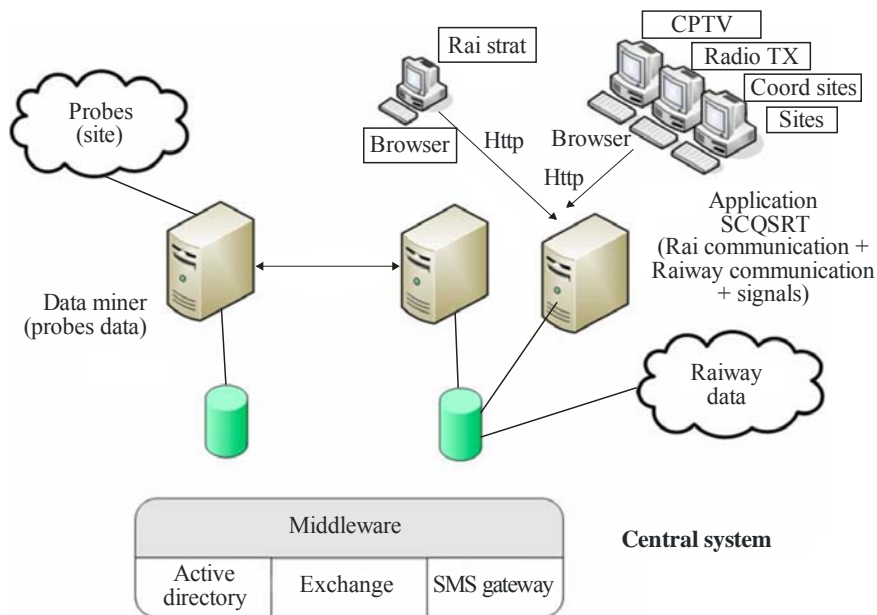 CPTV
Rai strat
Radio TX
Coord sites
Sites
Probes
(site)
Browser
Http
Browser
Http
Application
SCQSRT
(Rai communication +
Raiway communication
+ signals)
Data miner
(probes data)
Raiway
data
Middleware
Central system
Active
directory
Exchange
SMS gateway